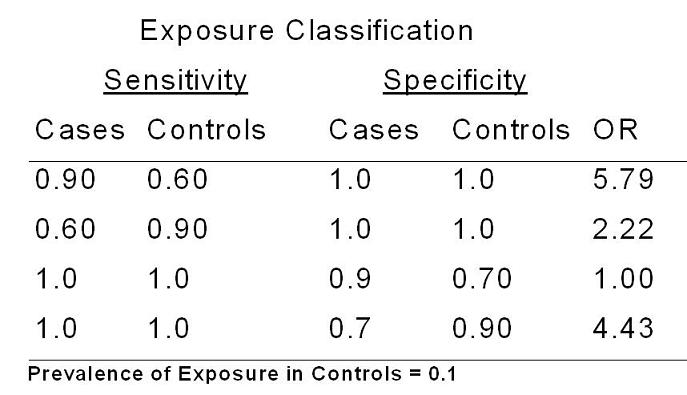 Exposure Classification
Sensitivity Specificity
Cases Controls Cases Controls OR
0.90 0.60 1.0 1.0 5.79
0.60 0.90 1.0 1.0 2.22
1.0 1.0 0.9 0.70 1.00
1.0 1.0 0.7 0.90 4.43
Prevalence of Exposure in Controls = 0.1